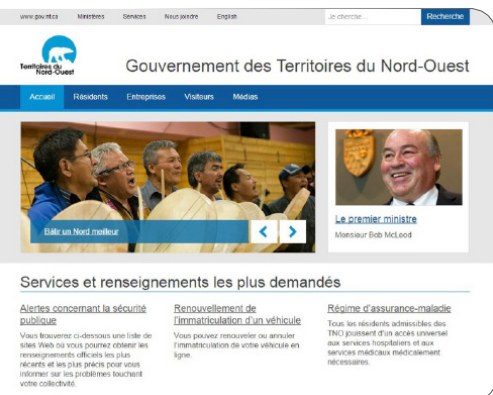 www.gov.nt.ca Ministères Services Nous joindre English Je cherche... Recherche
Territoires du
Nord-Ouest
Gouvernement des Territoires du Nord-Ouest
Accueil Résidents Entreprises Visiteurs Médias
Bâtir un Nord meilleur
Le premier ministre
Monsieur Bob McLeod
Services et renseignements les plus demandés
Alertes concernant la sécurité
publique
Vous trouverez ci-dessous une liste de
sites Web où vous pourrez obtenir les
renseignements officiels les plus
récents et les plus précis pour vous
informer sur les problèmes touchant
votre collectivité.
Renouvellement de
l'immatriculation d'un véhicule
Vous pouvez renouveler ou annuler
l'immatriculation de votre véhicule en
ligne.
Régime d'assurance-maladie
Tous les résidents admissibles des
TNO jouissent d'un accès universel
aux services hospitaliers et aux
services médicaux médicalement
nécessaires.